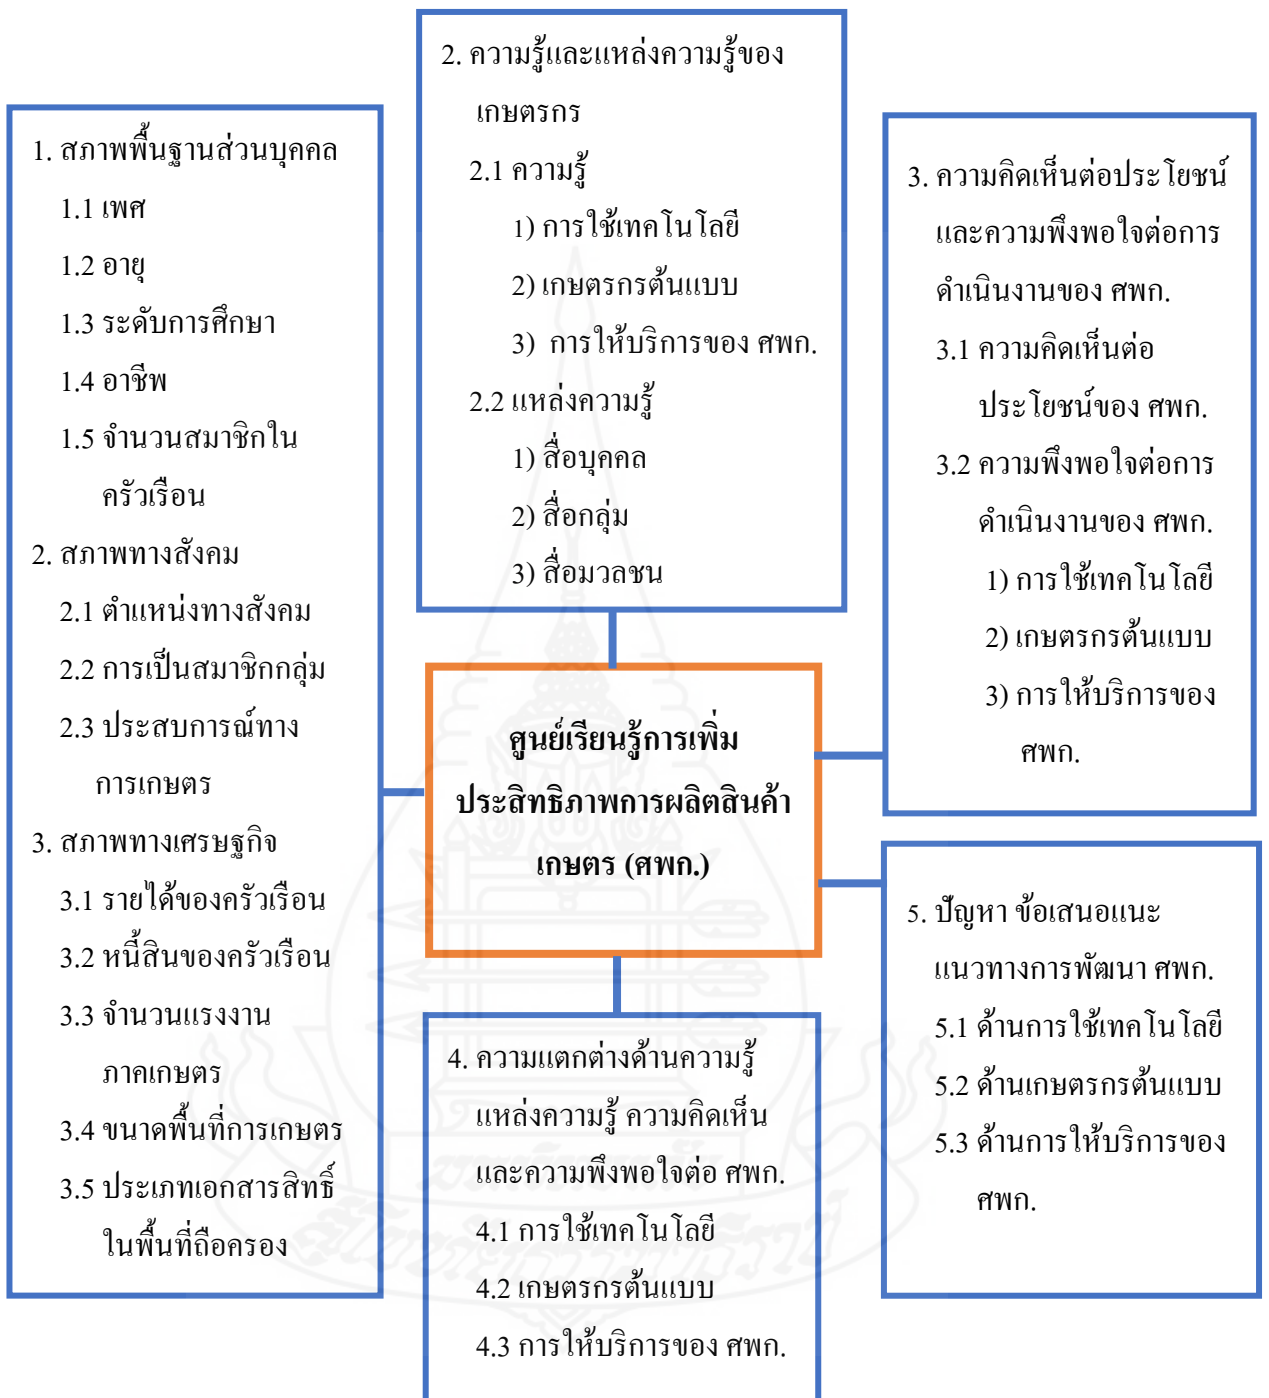 1. สภาพพื้นฐานส่วนบุคคล
1.1 เพศ
1.2 อายุ
1.3 ระดับการศึกษา
1.4 อาชีพ
1.5 จำนวนสมาชิกใน
ครัวเรือน
2. สภาพทางสังคม
2.1 ตำแหน่งทางสังคม
2.2 การเป็นสมาชิกกลุ่ม
2.3 ประสบการณ์ทาง
การเกษตร
3. สภาพทางเศรษฐกิจ
3.1 รายได้ของครัวเรือน
3.2 หนี้สินของครัวเรือน
3.3 จำนวนแรงงาน
ภาคเกษตร
3.4 ขนาดพื้นที่การเกษตร
3.5 ประเภทเอกสารสิทธิ์
ในพื้นที่ถือครอง
2. ความรู้และแหล่งความรู้ของ
เกษตรกร
2.1 ความรู้
1) การใช้เทคโนโลยี
2) เกษตรกรต้นแบบ
3) การให้บริการของ ศพก.
2.2 แหล่งความรู้
1) สื่อบุคคล
2) สื่อกลุ่ม
3) สื่อมวลชน
ศูนย์เรียนรู้การเพิ่ม
ประสิทธิภาพการผลิตสินค้า
เกษตร (ศพก.)
3. ความคิดเห็นต่อประโยชน์
และความพึงพอใจต่อการ
ดำเนินงานของ ศพก.
3.1 ความคิดเห็นต่อ
ประโยชน์ของ ศพก.
3.2 ความพึงพอใจต่อการ
ดำเนินงานของ ศพก.
1) การใช้เทคโนโลยี
2) เกษตรกรต้นแบบ
3) การให้บริการของ
ศพก.
4. ความแตกต่างด้านความรู้
แหล่งความรู้ ความคิดเห็น
และความพึงพอใจต่อ ศพก.
4.1 การใช้เทคโนโลยี
4.2 เกษตรกรต้นแบบ
4.3 การให้บริการของ ศพก.
5. ปัญหา ข้อเสนอแนะ
แนวทางการพัฒนา ศพก.
5.1 ด้านการใช้เทคโนโลยี
5.2 ด้านเกษตรกรต้นแบบ
5.3 ด้านการให้บริการของ
ศพก.